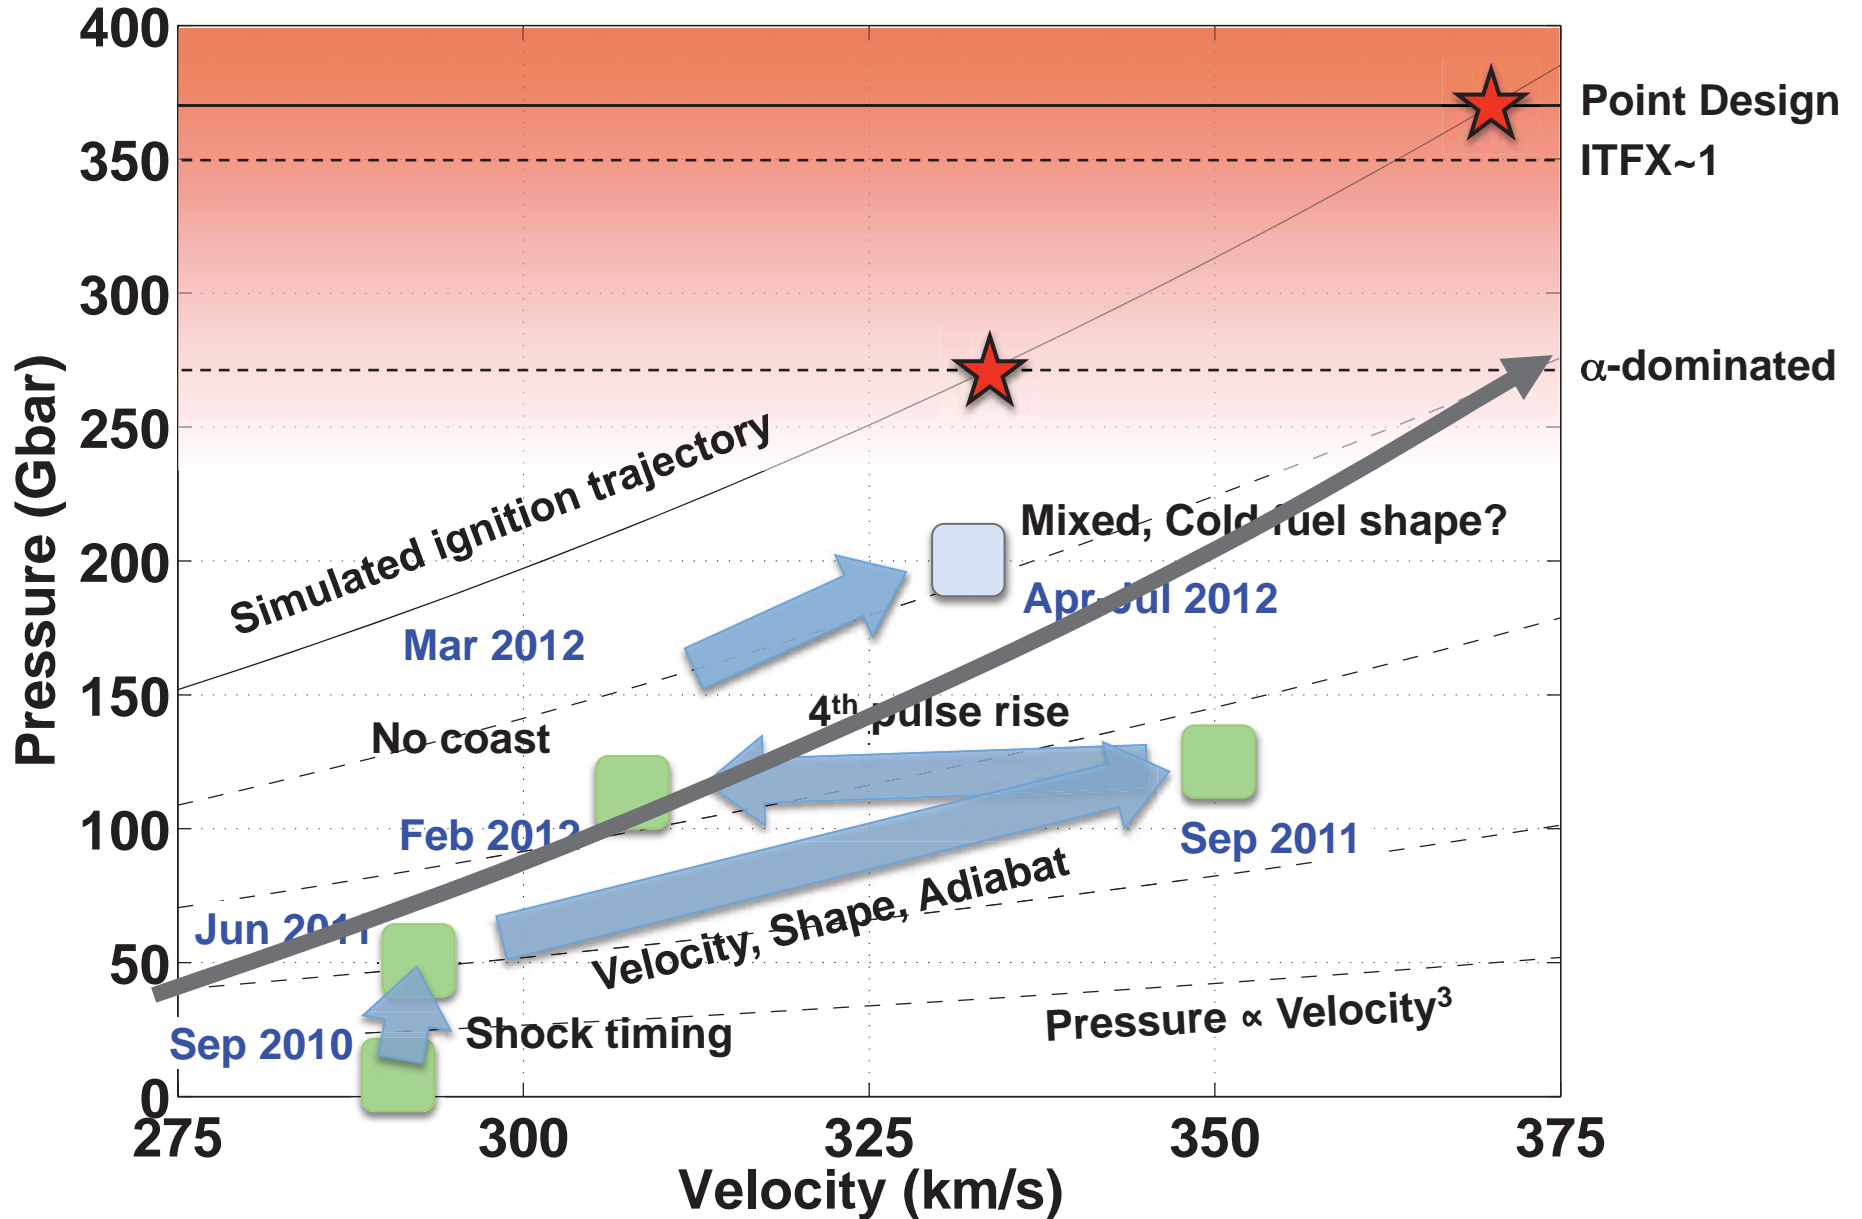 400
350
300
250
200
150
100
50
0
Pressure (Gbar)
275
300
325
350
375
Velocity (km/s)
Point Design
ITFX~1
α-dominated
Simulated ignition trajectory
Mixed, Cold fuel shape?
Apr-Jul 2012
Mar 2012
No coast
4th pulse rise
Feb 2012
Sep 2011
Velocity, Shape, Adiabat
Jun 2011
Sep 2010
Shock timing
Pressure ∝ Velocity³